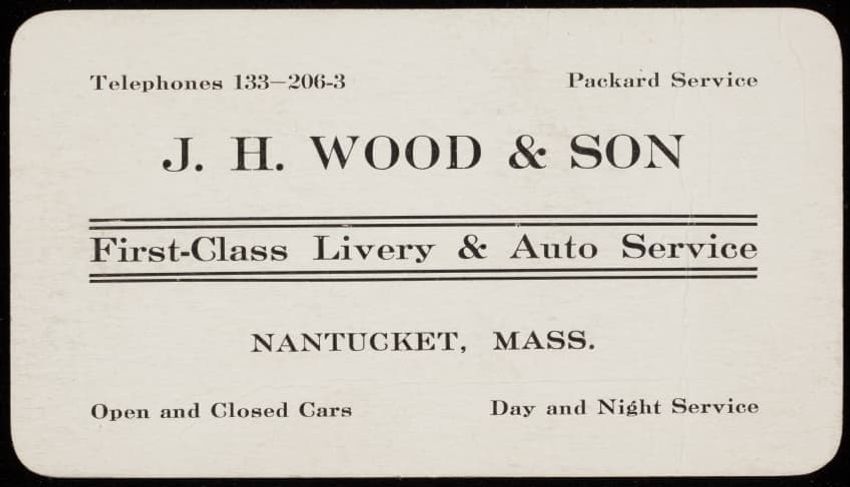 Telephones 133—206-3 Packard Service
J. H. WOOD & SON
First-Class Livery & Auto Service
NANTUCKET, MASS.
Open and Closed Cars Day and Night Service